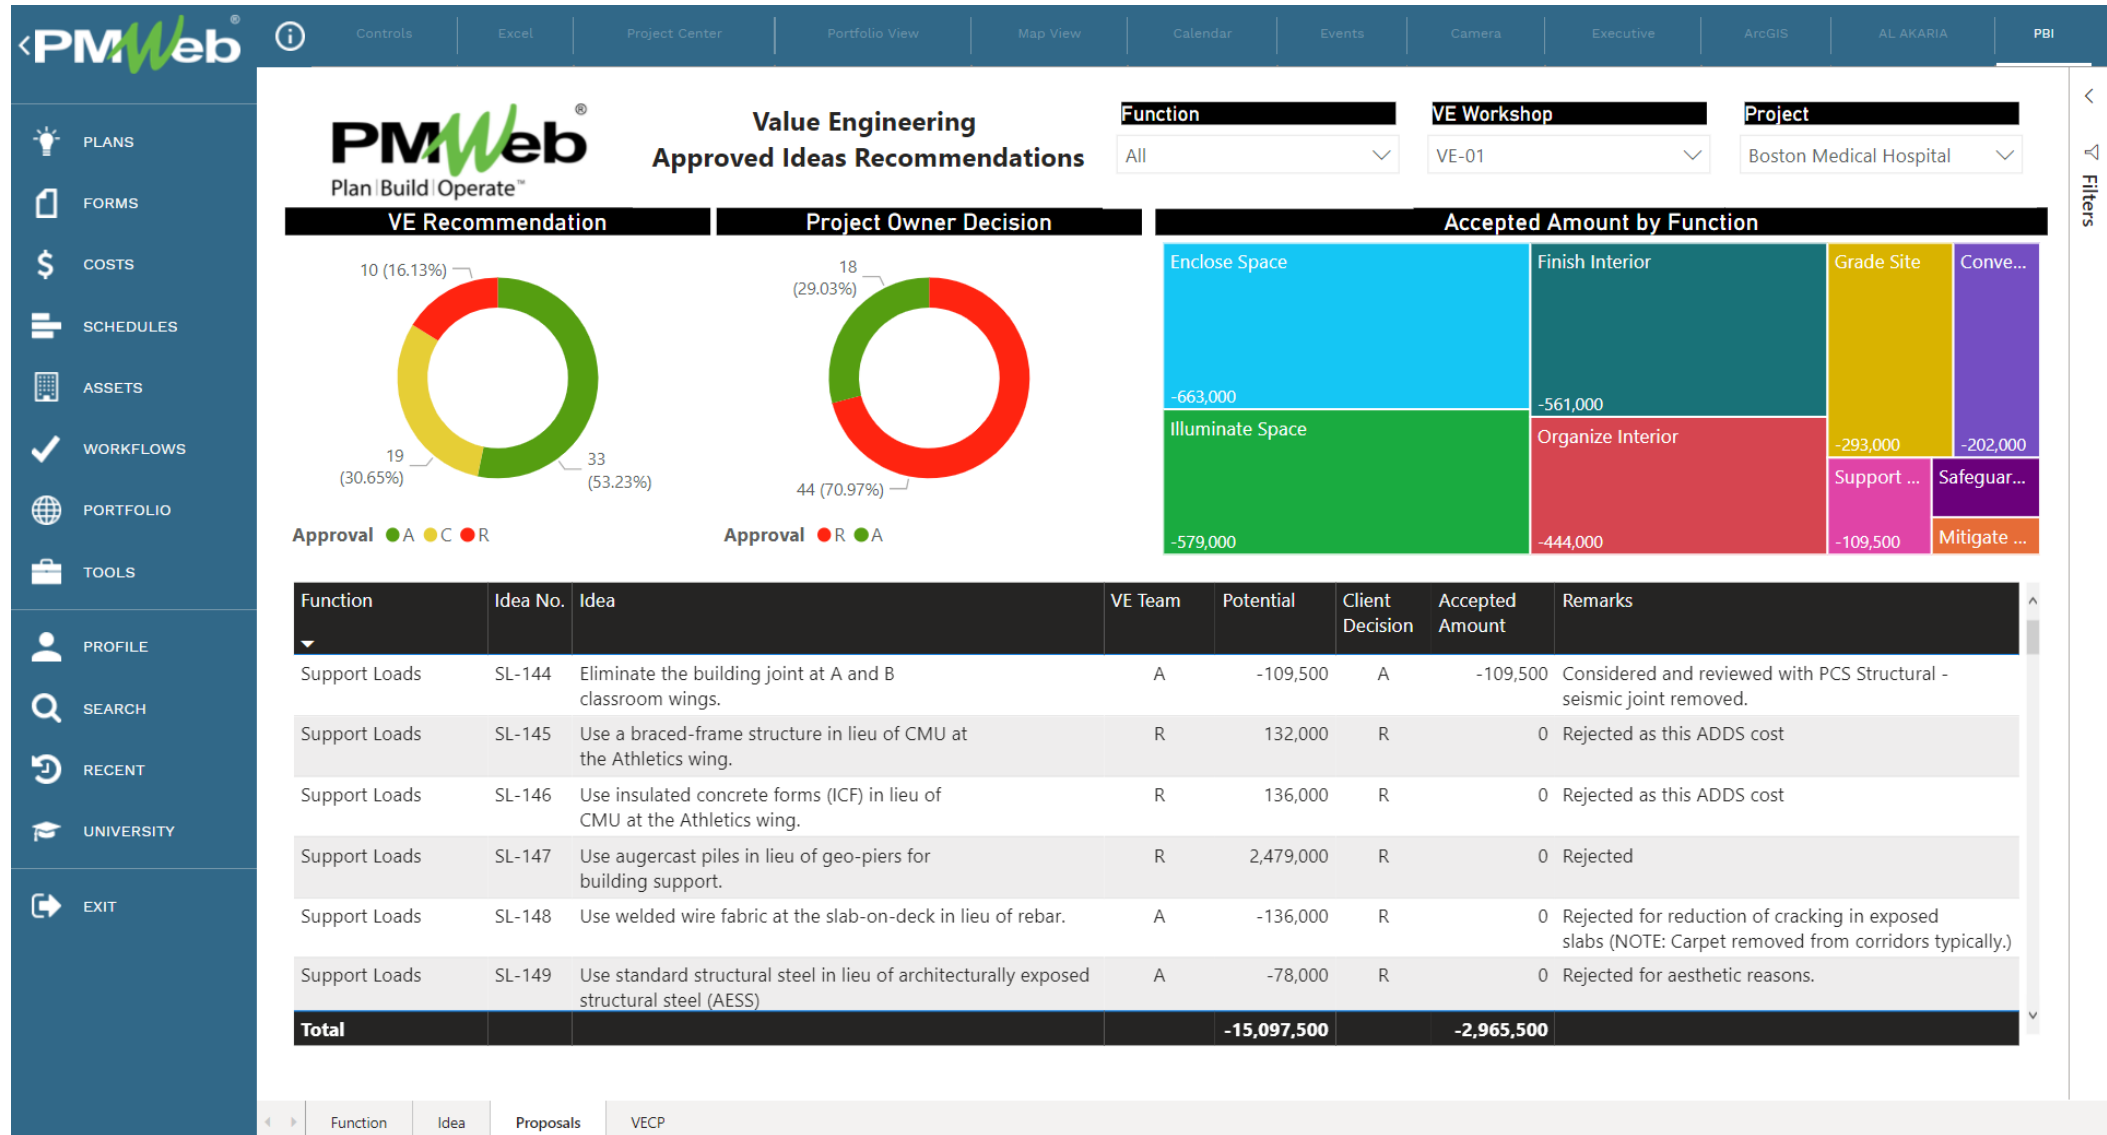 PMWeb®
Controls
Excel
Project Center
Portfolio View
Map View
Calendar
Events
Camera
Executive
ArcGIS
AL AKARIA
PBI
PLANS
FORMS
COSTS
SCHEDULES
ASSETS
WORKFLOWS
PORTFOLIO
TOOLS
PROFILE
SEARCH
RECENT
UNIVERSITY
EXIT
PMWeb®
Plan|Build|Operate™
Value Engineering
Approved Ideas Recommendations
Function
All
VE Workshop
VE-01
Project
Boston Medical Hospital
Filters
VE Recommendation
10 (16.13%)
19
(30.65%)
33
(53.23%)
Approval A C R
Project Owner Decision
18
(29.03%)
44 (70.97%)
Approval R A
Accepted Amount by Function
Enclose Space
-663,000
Illuminate Space
-579,000
Finish Interior
-561,000
Organize Interior
-444,000
Grade Site
-293,000
Conve...
-202,000
Support ...
-109,500
Safeguar...
Mitigate ...
Function Idea No. Idea VE Team Potential Client Decision Accepted Amount Remarks
Support Loads SL-144 Eliminate the building joint at A and B A -109,500 A -109,500 Considered and reviewed with PCS Structural -
classroom wings. seismic joint removed.
Support Loads SL-145 Use a braced-frame structure in lieu of CMU at R 132,000 R 0 Rejected as this ADDS cost
the Athletics wing.
Support Loads SL-146 Use insulated concrete forms (ICF) in lieu of R 136,000 R 0 Rejected as this ADDS cost
CMU at the Athletics wing.
Support Loads SL-147 Use augercast piles in lieu of geo-piers for R 2,479,000 R 0 Rejected
building support.
Support Loads SL-148 Use welded wire fabric at the slab-on-deck in lieu of rebar. A -136,000 R 0 Rejected for reduction of cracking in exposed
slabs (NOTE: Carpet removed from corridors typically.)
Support Loads SL-149 Use standard structural steel in lieu of architecturally exposed A -78,000 R 0 Rejected for aesthetic reasons.
structural steel (AESS)
Total -15,097,500 -2,965,500
Function
Idea
Proposals
VECP